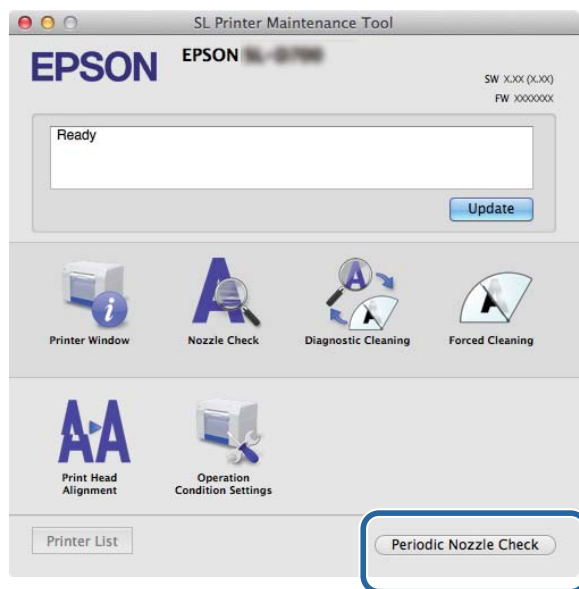 SL Printer Maintenance Tool
EPSON
EPSON
SW X.XX (X.XX)
FW XXXXXXX
Ready
Update
Printer Window
Nozzle Check
Diagnostic Cleaning
Forced Cleaning
Print Head
Alignment
Operation
Condition Settings
Printer List
Periodic Nozzle Check